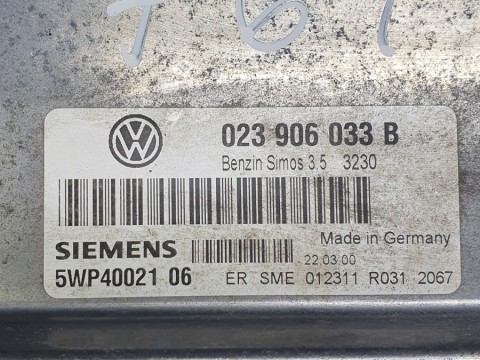 023 906 033 B
Benzin Simos 3.5 3230
SIEMENS
Made in Germany
22.03.00
5WP40021 06
ER SME 012311 R031 2067